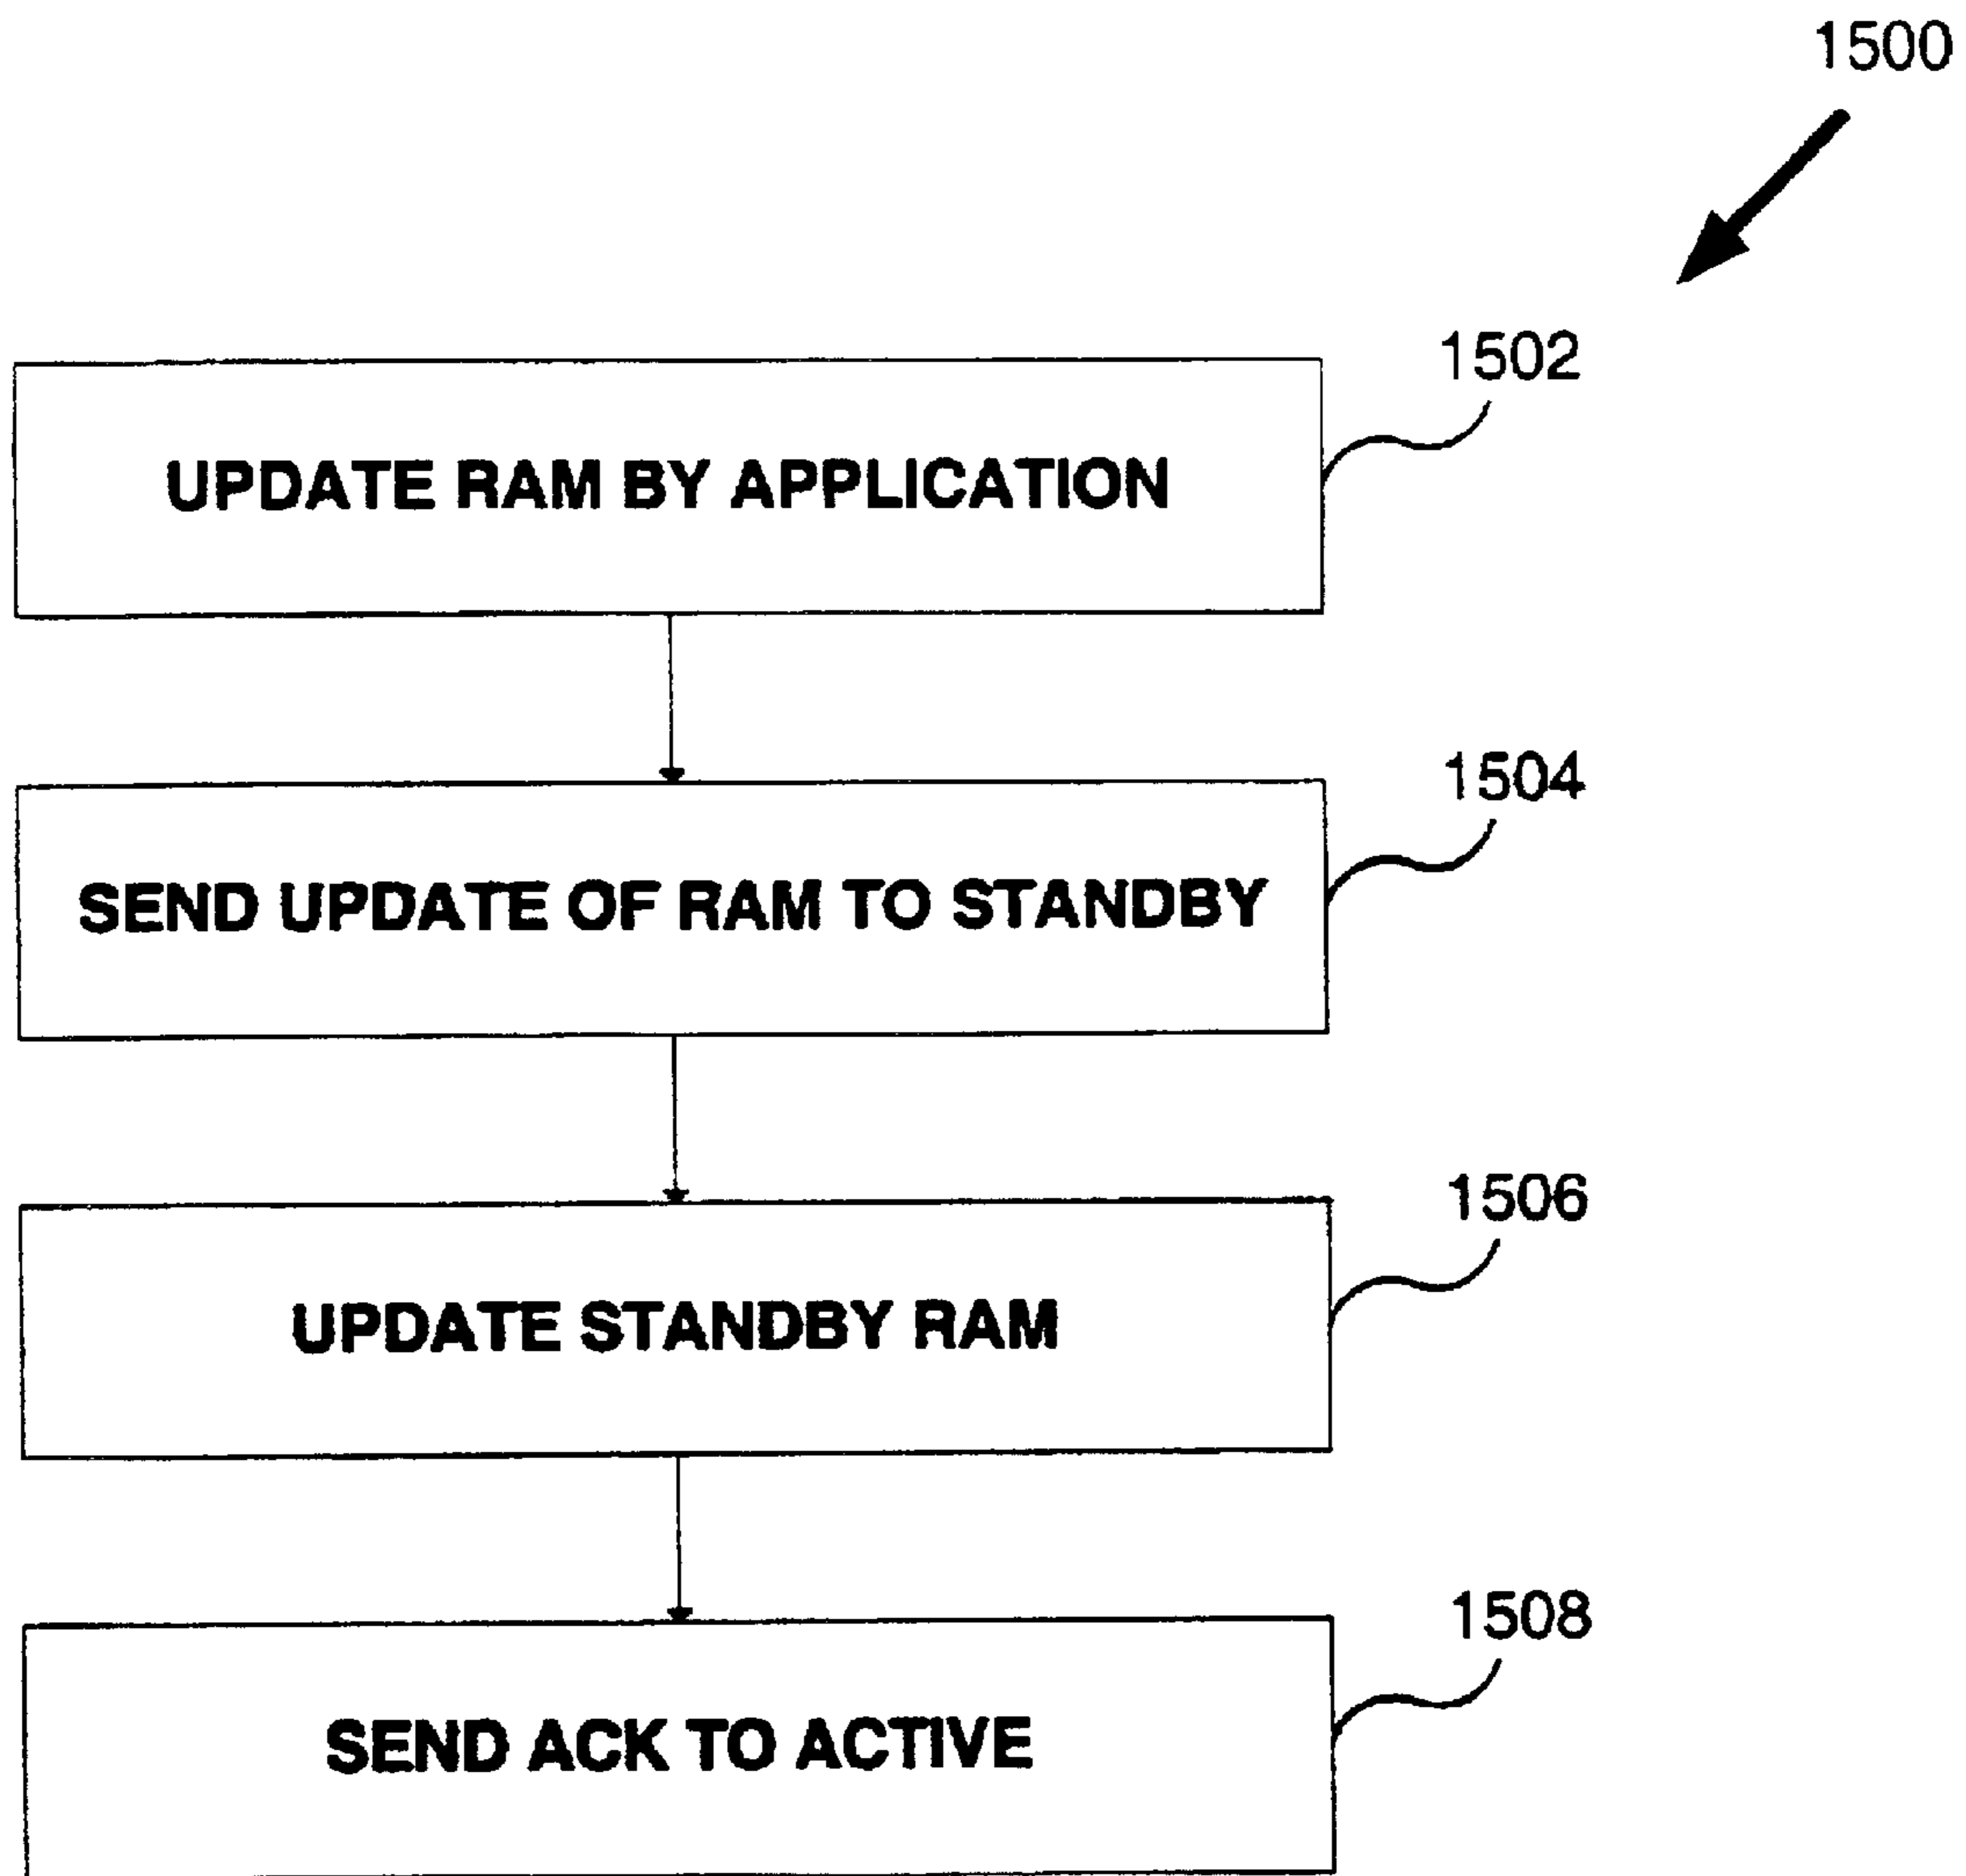 1500
1502
UPDATE RAM BY APPLICATION
1504
SEND UPDATE OF RAM TO STANDBY
1506
UPDATE STANDBY RAM
1508
SEND ACK TO ACTIVE